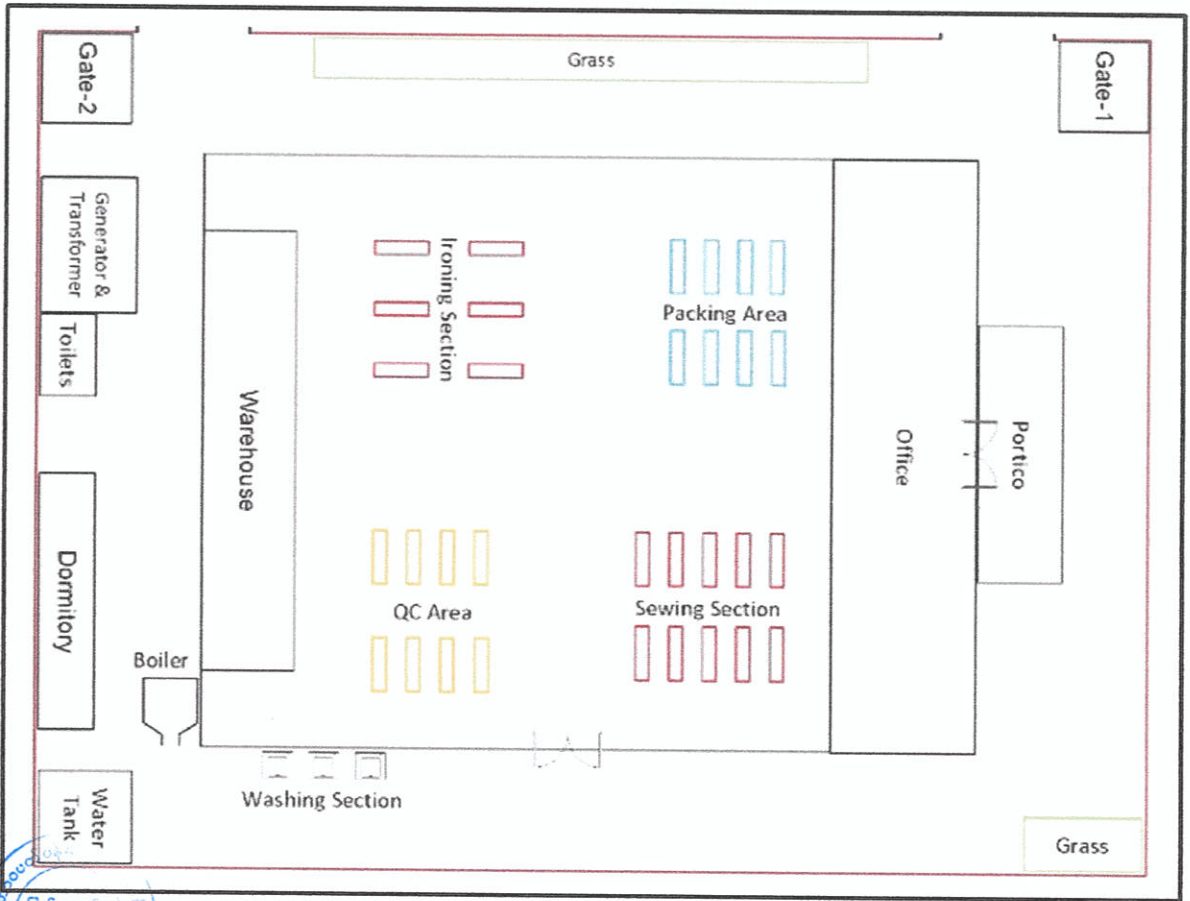 Gate-2
Grass
Gate-1
Generator &
Transformer
Toilets
Ironing Section
Packing Area
Warehouse
Office
Portico
Dormitory
QC Area
Sewing Section
Boiler
Washing Section
Water
Tank
Grass